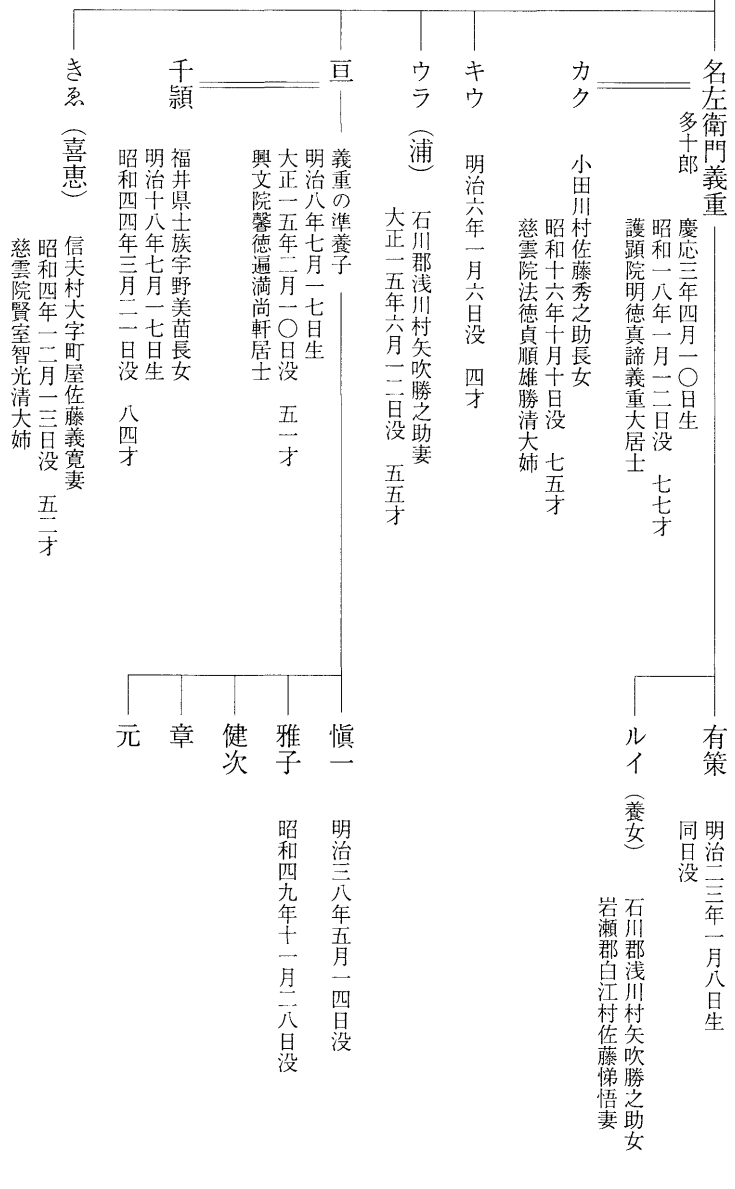 名左衛門義重
多十郎
慶応三年四月一〇日生
昭和一八年一月一二日没　七七才
護顕院明徳真諦義重大居士
カク
小田川村佐藤秀之助長女
昭和十六年十月十日没　七五才
慈雲院法徳貞順雄勝清大姉
キウ　明治六年一月六日没　四才
ウラ（浦）　石川郡浅川村矢吹勝之助妻
大正一五年六月一二日没　五五才
亘　義重の準養子
明治八年七月一七日生
大正一五年二月一〇日没　五一才
興文院馨徳遍満尚軒居士
千頴
福井県士族宇野美苗長女
明治十八年七月一七日生
昭和四四年三月二一日没　八四才
きゑ（喜恵）　信夫村大字町屋佐藤義寛妻
昭和四年一二月一三日没　五二才
慈雲院賢室智光清大姉
有策　明治二三年一月八日生
同日没
ルイ（養女）　石川郡浅川村矢吹勝之助女
岩瀬郡白江村佐藤悌悟妻
愼一　明治三八年五月一四日没
雅子　昭和四九年十一月二八日没
健次
章
元